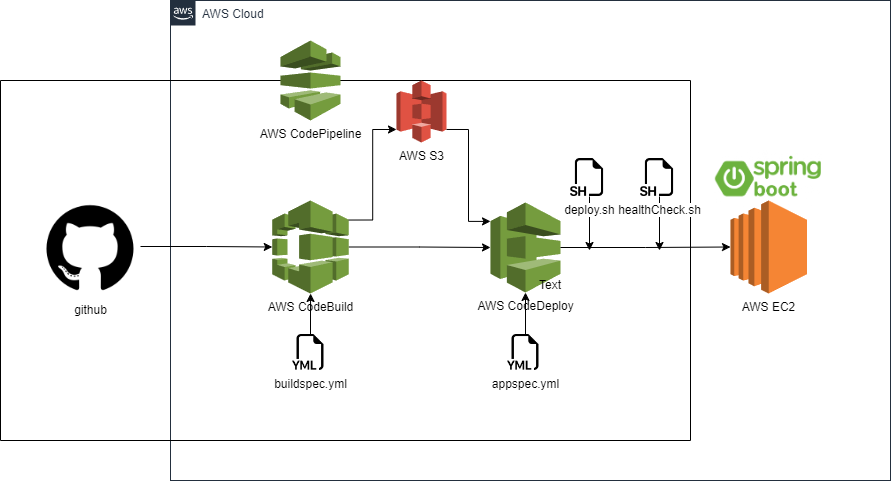 aws
AWS Cloud
AWS CodePipeline
AWS S3
SH
deploy.sh
SH
healthCheck.sh
spring
boot
github
AWS CodeBuild
Text
AWS CodeDeploy
AWS EC2
YML
buildspec.yml
YML
appspec.yml